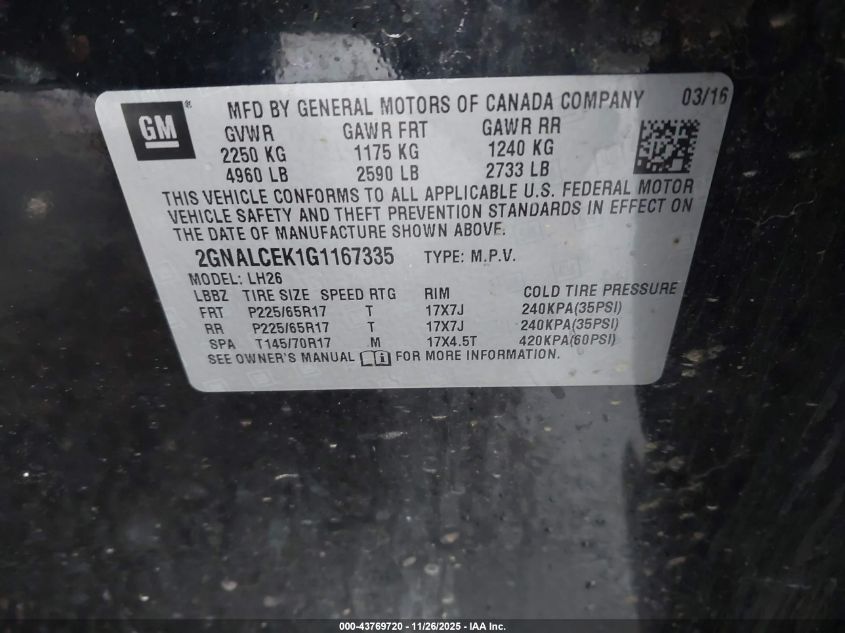 GM® MFD BY GENERAL MOTORS OF CANADA COMPANY 03/16
GVWR GAWR FRT GAWR RR
2250 KG 1175 KG 1240 KG
4960 LB 2590 LB 2733 LB
THIS VEHICLE CONFORMS TO ALL APPLICABLE U.S. FEDERAL MOTOR
VEHICLE SAFETY AND THEFT PREVENTION STANDARDS IN EFFECT ON
THE DATE OF MANUFACTURE SHOWN ABOVE.
2GNALCEK1G1167335 TYPE: M.P.V.
MODEL: LH26
LBBZ TIRE SIZE SPEED RTG RIM COLD TIRE PRESSURE
FRT P225/65R17 T 17X7J 240KPA(35PSI)
RR P225/65R17 T 17X7J 240KPA(35PSI)
SPA T145/70R17 M 17X4.5T 420KPA(60PSI)
SEE OWNER'S MANUAL FOR MORE INFORMATION.
000-43769720 — 11/26/2025 — IAA Inc.